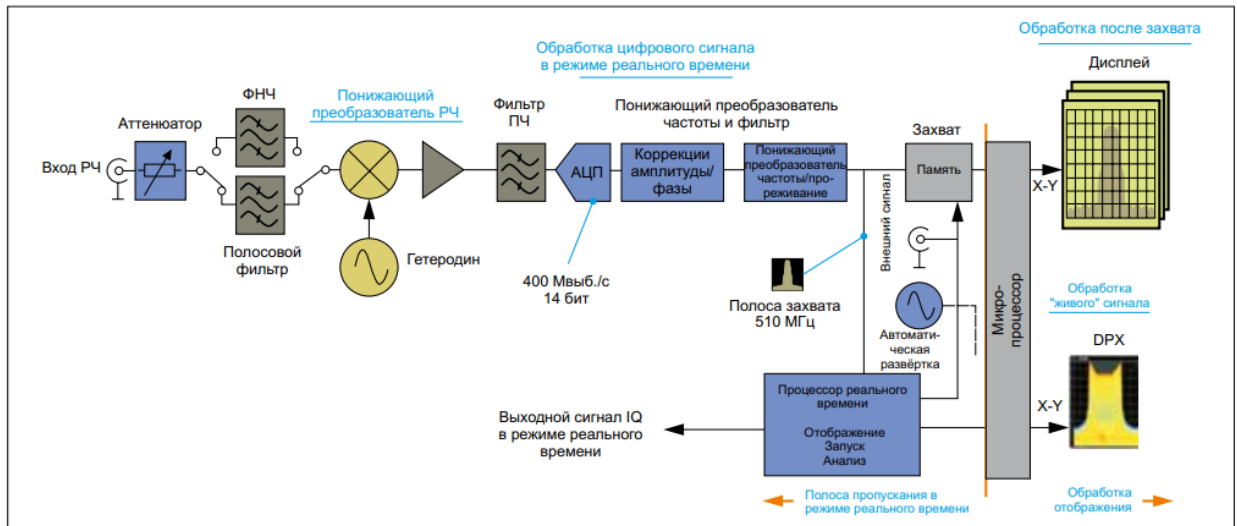 Обработка после захвата
Обработка цифрового сигнала
в режиме реального времени
Дисплей
ФНЧ
Понижающий
преобразователь РЧ
Фильтр
ПЧ
Понижающий преобразователь
частоты и фильтр
Захват
Аттенюатор
Вход РЧ
АЦП
Коррекции
амплитуды/
фазы
Понижающий
преобразователь
частоты/про-
реживание
Память
X-Y
Полосовой
фильтр
Гетеродин
400 Мвыб./с
14 бит
Полоса захвата
510 МГц
Внешний сигнал
Автомати-
ческая
развёртка
Микро-
процессор
Обработка
"живого" сигнала
DPX
Процессор реального
времени
Отображение
Запуск
Анализ
X-Y
Выходной сигнал IQ
в режиме реального
времени
Полоса пропускания в
режиме реального времени
Обработка
отображения